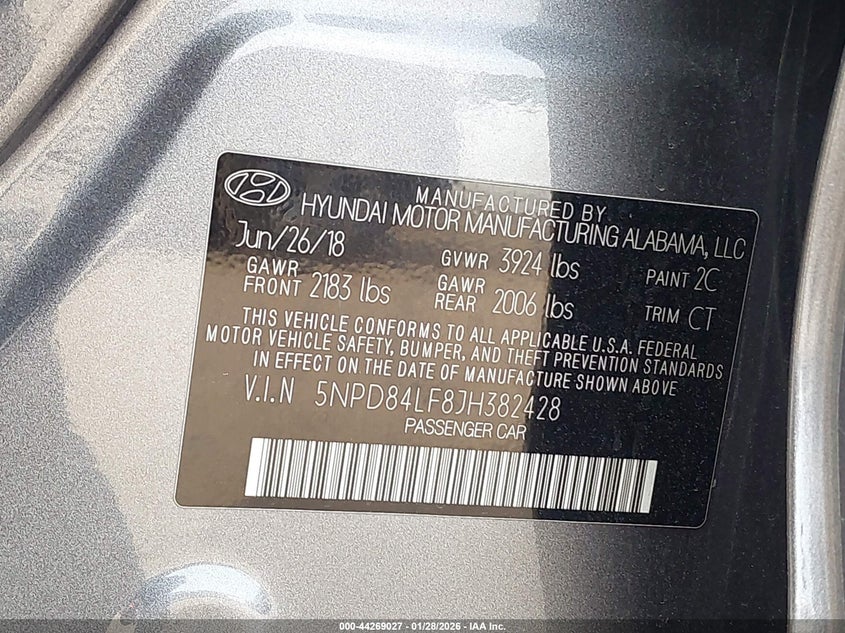 MANUFACTURED BY
HYUNDAI MOTOR MANUFACTURING ALABAMA, LLC
Jun/26/18 GVWR 3924 lbs PAINT 2C
GAWR FRONT 2183 lbs GAWR REAR 2006 lbs TRIM CT
THIS VEHICLE CONFORMS TO ALL APPLICABLE U.S.A. FEDERAL
MOTOR VEHICLE SAFETY, BUMPER, AND THEFT PREVENTION STANDARDS
IN EFFECT ON THE DATE OF MANUFACTURE SHOWN ABOVE
V.I.N 5NPD84LF8JH382428
PASSENGER CAR
000-44269027 - 01/28/2026 - IAA Inc.